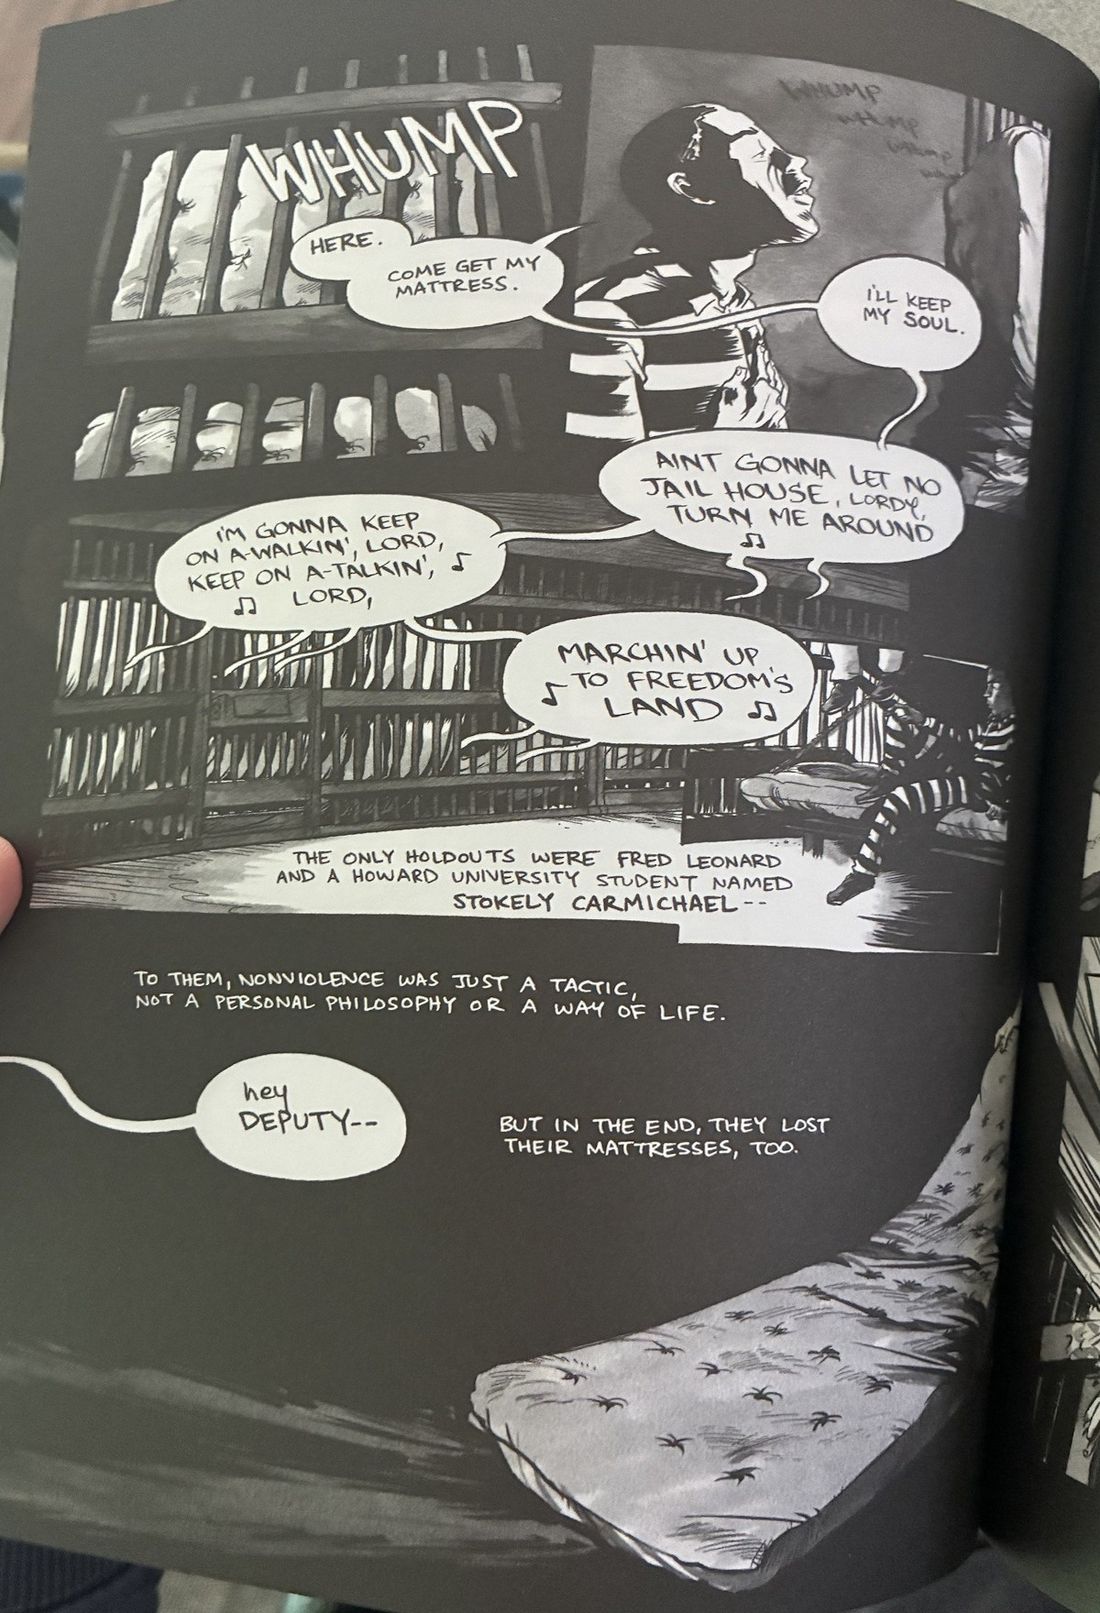 WHUMP
WHUMP
WHUMP
WHUMP
HERE.
COME GET MY
MATTRESS.
I'LL KEEP
MY SOUL.
AINT GONNA LET NO
JAIL HOUSE, LORDY,
TURN ME AROUND
I'M GONNA KEEP
ON A-WALKIN', LORD,
KEEP ON A-TALKIN',
LORD,
MARCHIN' UP
TO FREEDOM'S
LAND
THE ONLY HOLDOUTS WERE FRED LEONARD
AND A HOWARD UNIVERSITY STUDENT NAMED
STOKELY CARMICHAEL--
TO THEM, NONVIOLENCE WAS JUST A TACTIC,
NOT A PERSONAL PHILOSOPHY OR A WAY OF LIFE.
hey
DEPUTY--
BUT IN THE END, THEY LOST
THEIR MATTRESSES, TOO.